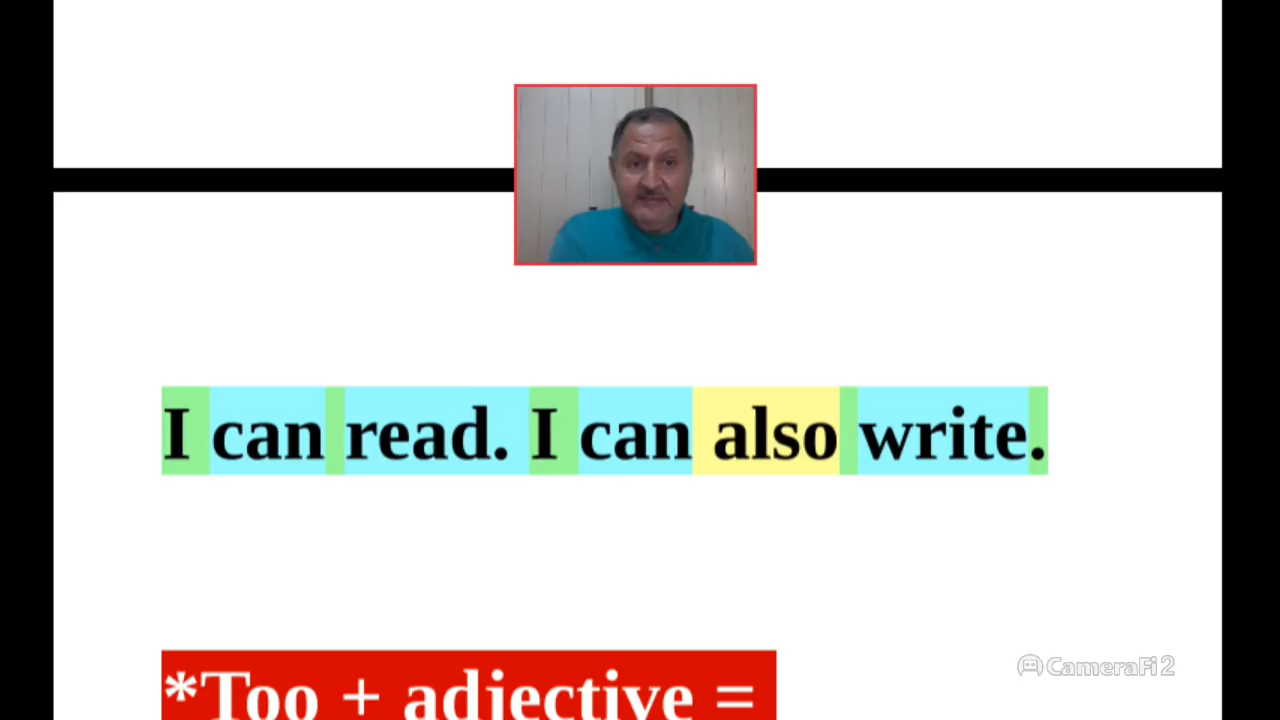 I can read. I can also write.
*Too + adjective =
CameraFi2